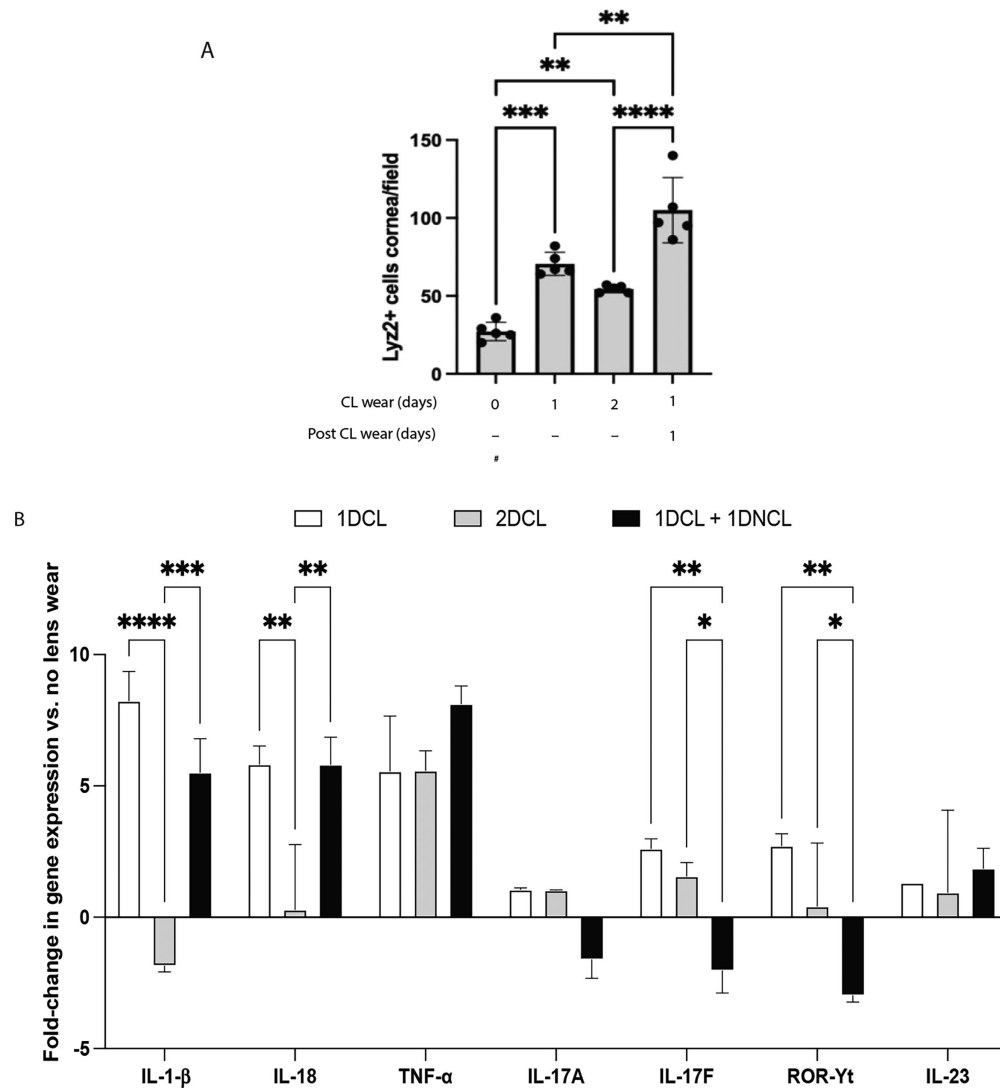 A
**
**
*** ****
Lyz2+ cells cornea/field
150
100
50
0
CL wear (days) 0 1 2 1
Post CL wear (days) – – – 1
#
B
1DCL 2DCL 1DCL + 1DNCL
Fold-change in gene expression vs. no lens wear
*** ** ** **
**** ** * *
10
5
0
-5
IL-1-β IL-18 TNF-α IL-17A IL-17F ROR-Yt IL-23